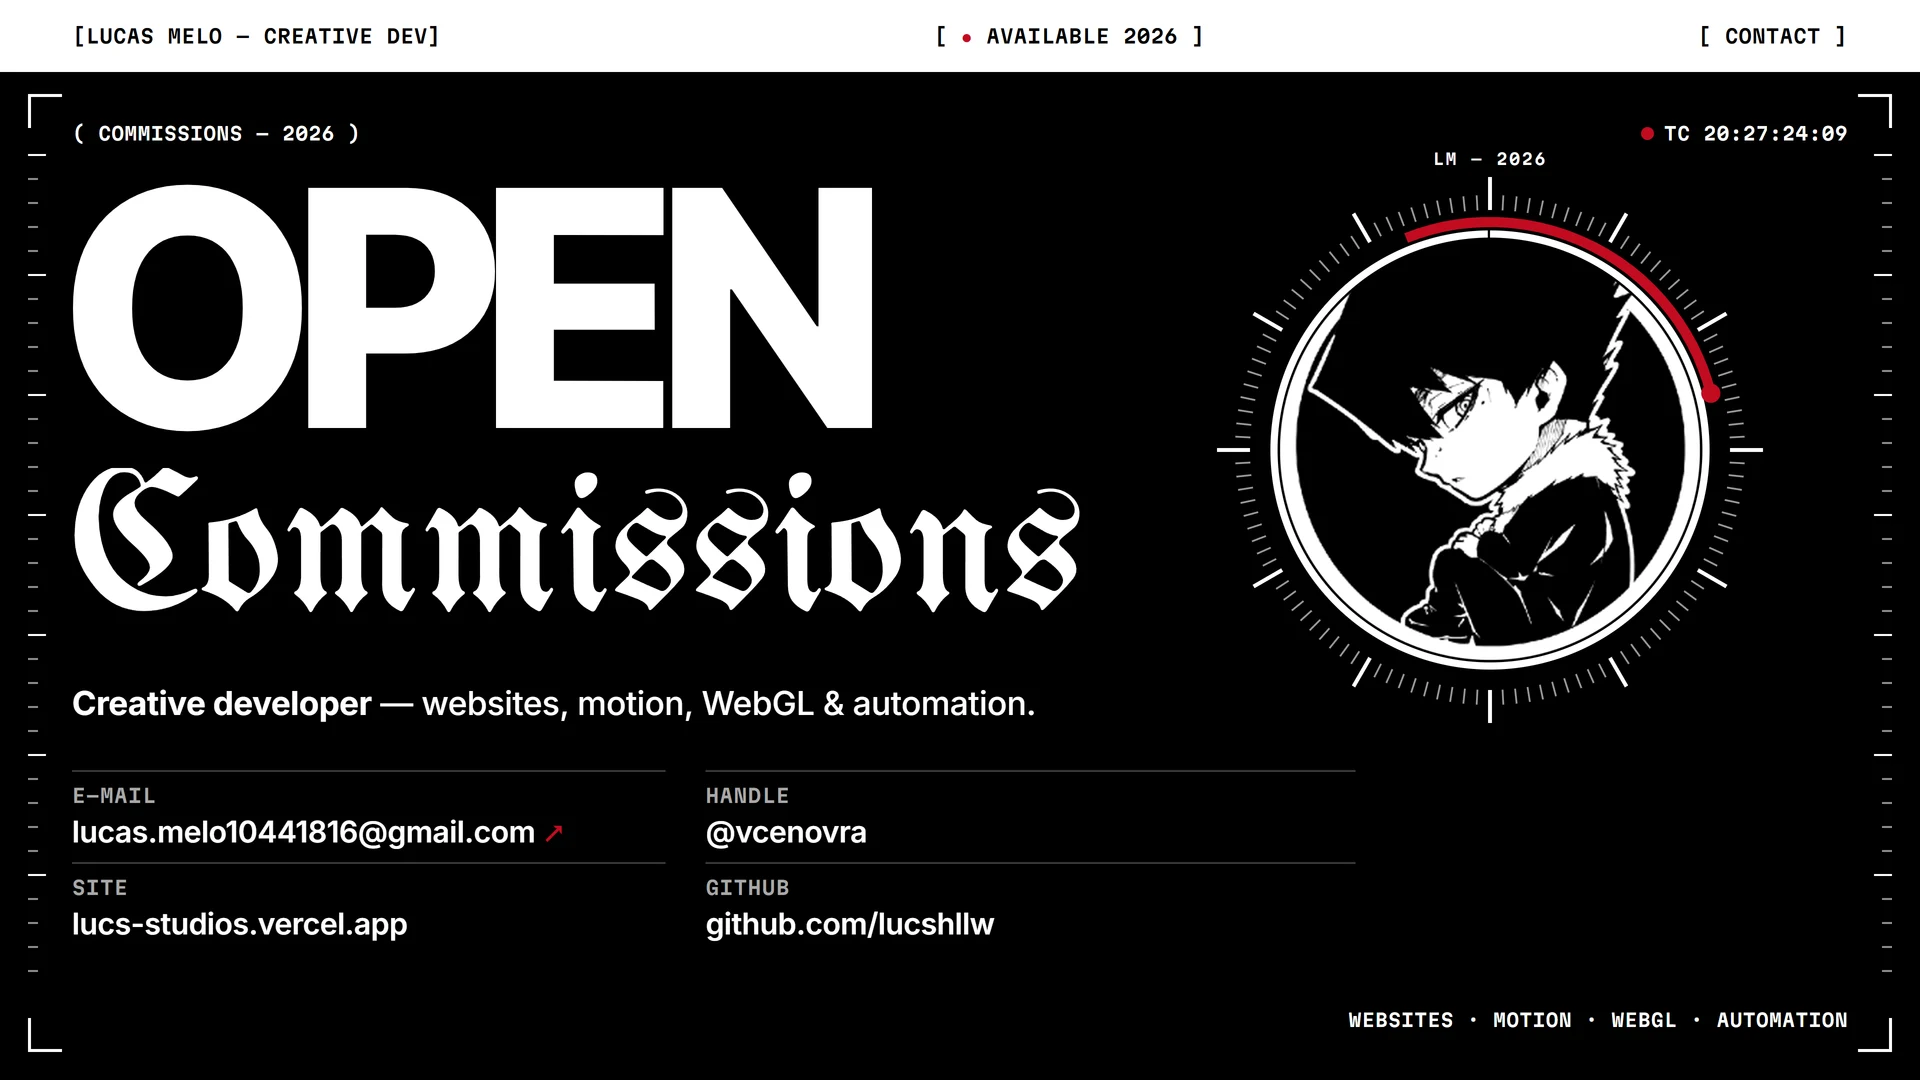 [LUCAS MELO — CREATIVE DEV]
[ • AVAILABLE 2026 ]
[ CONTACT ]
( COMMISSIONS — 2026 )
TC 20:27:24:09
LM — 2026
OPEN
Commissions
Creative developer — websites, motion, WebGL & automation.
E-MAIL
lucas.melo10441816@gmail.com ↗
HANDLE
@vcenovra
SITE
lucs-studios.vercel.app
GITHUB
github.com/lucshllw
WEBSITES · MOTION · WEBGL · AUTOMATION